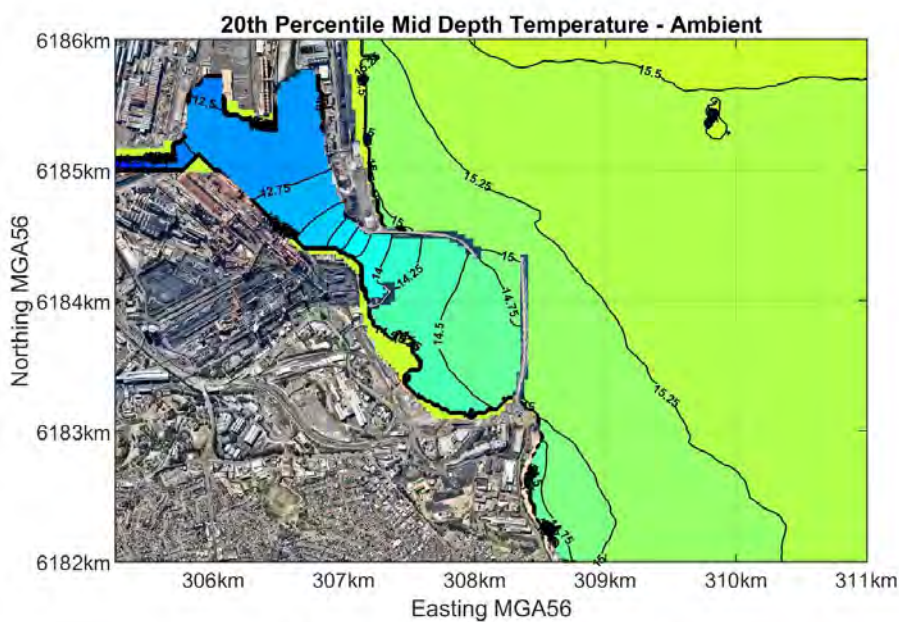 20th Percentile Mid Depth Temperature - Ambient
6186km
6185km
6184km
6183km
6182km
Northing MGA56
12.5
12.75
14
14.25
14.5
14.75
15
15
15.25
15.5
15.25
14.75
15
306km
307km
308km
309km
310km
311km
Easting MGA56